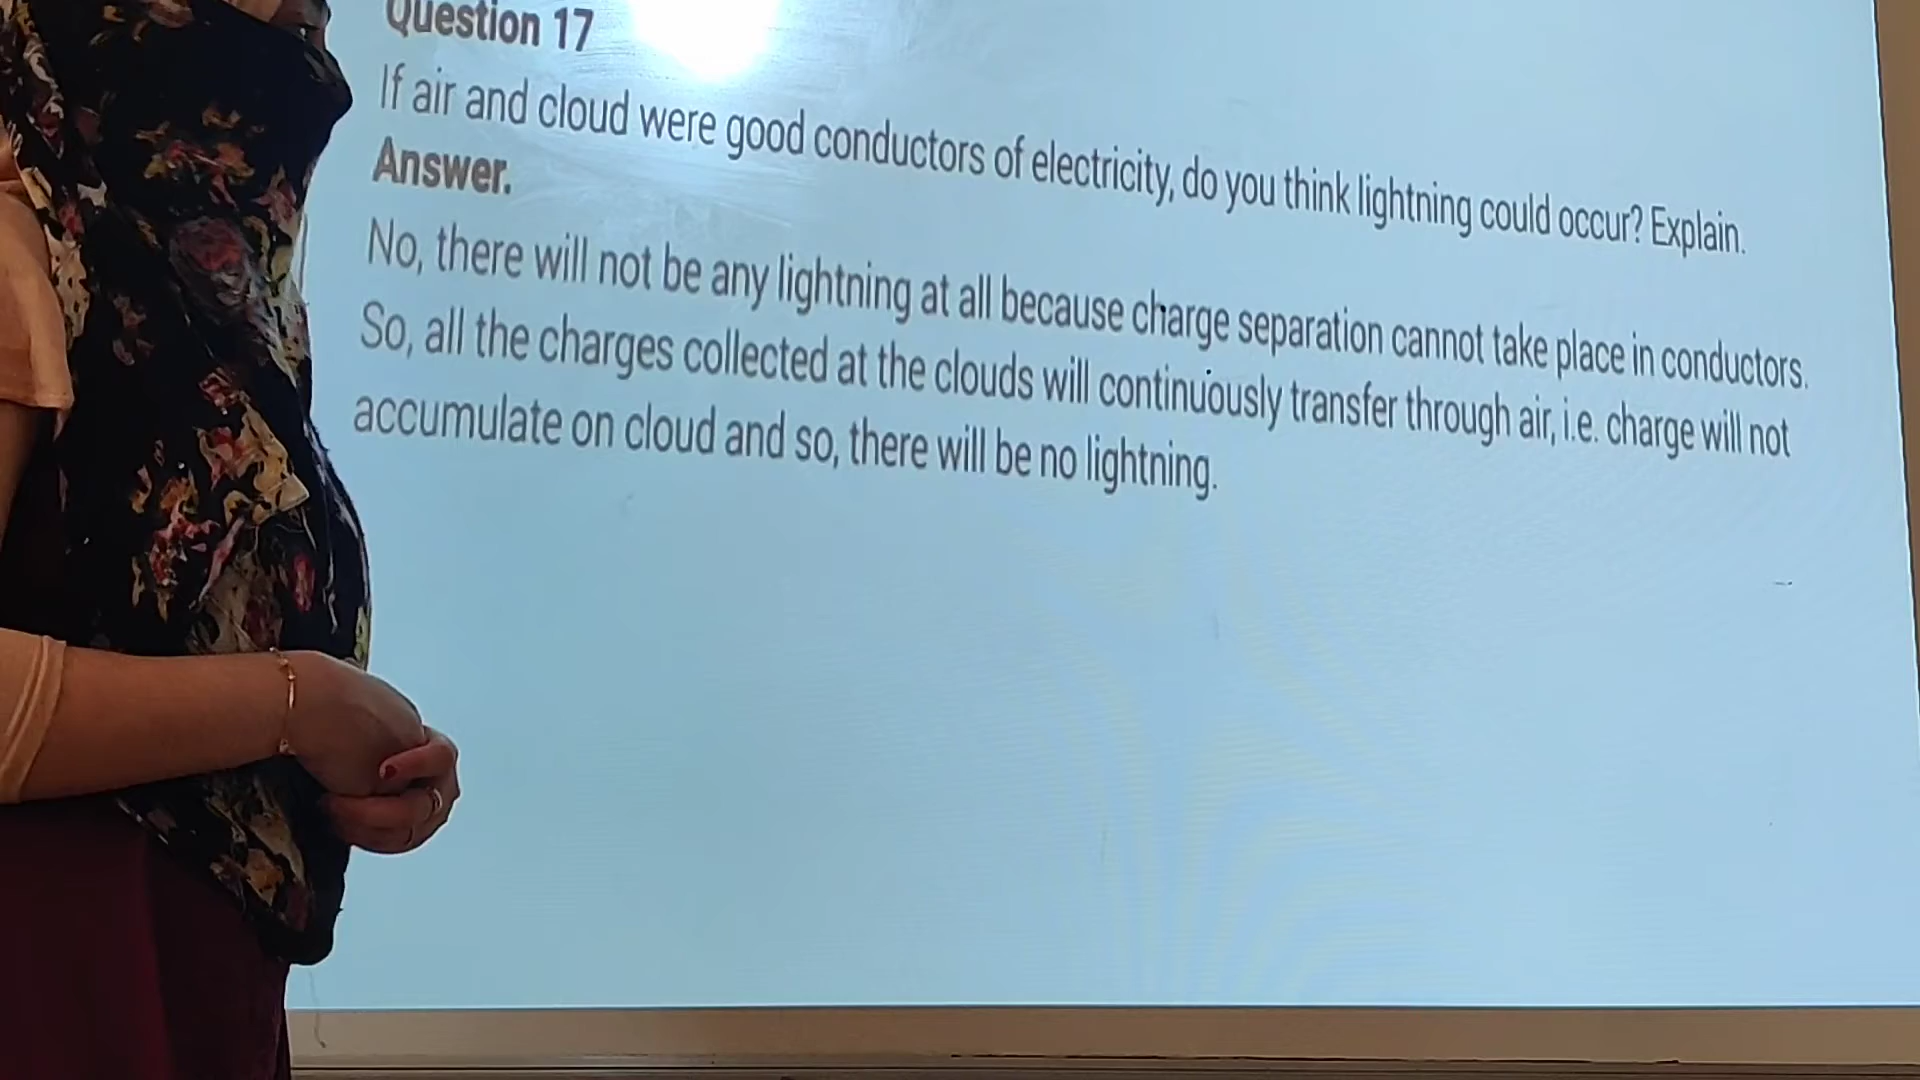 Question 17
If air and cloud were good conductors of electricity, do you think lightning could occur? Explain.
Answer.
No, there will not be any lightning at all because charge separation cannot take place in conductors.
So, all the charges collected at the clouds will continuously transfer through air, i.e. charge will not
accumulate on cloud and so, there will be no lightning.